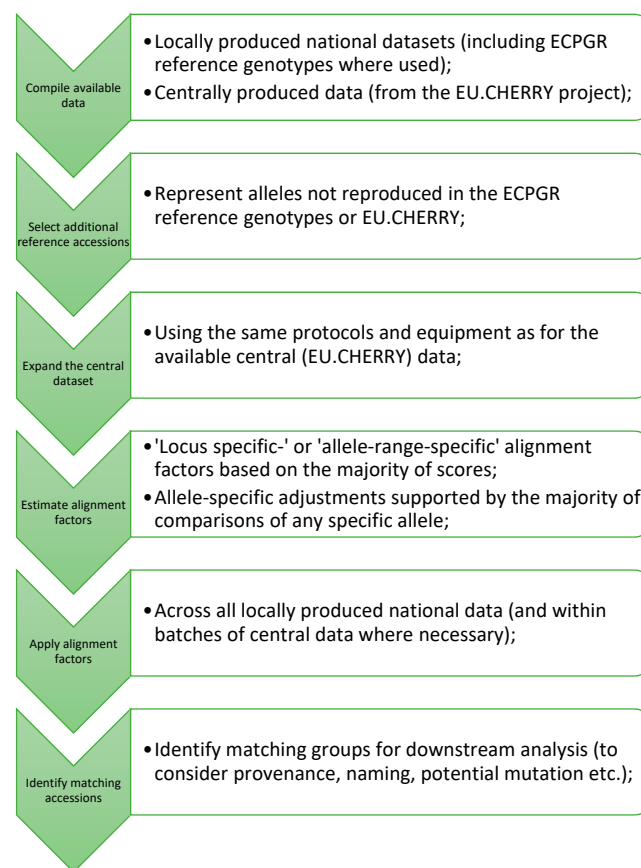 Compile available
data
•Locally produced national datasets (including ECPGR
reference genotypes where used);
•Centrally produced data (from the EU.CHERRY project);
Select additional
reference accessions
•Represent alleles not reproduced in the ECPGR
reference genotypes or EU.CHERRY;
Expand the central
dataset
•Using the same protocols and equipment as for the
available central (EU.CHERRY) data;
Estimate alignment
factors
•'Locus specific-' or 'allele-range-specific' alignment
factors based on the majority of scores;
•Allele-specific adjustments supported by the majority of
comparisons of any specific allele;
Apply alignment
factors
•Across all locally produced national data (and within
batches of central data where necessary);
Identify matching
accessions
•Identify matching groups for downstream analysis (to
consider provenance, naming, potential mutation etc.);